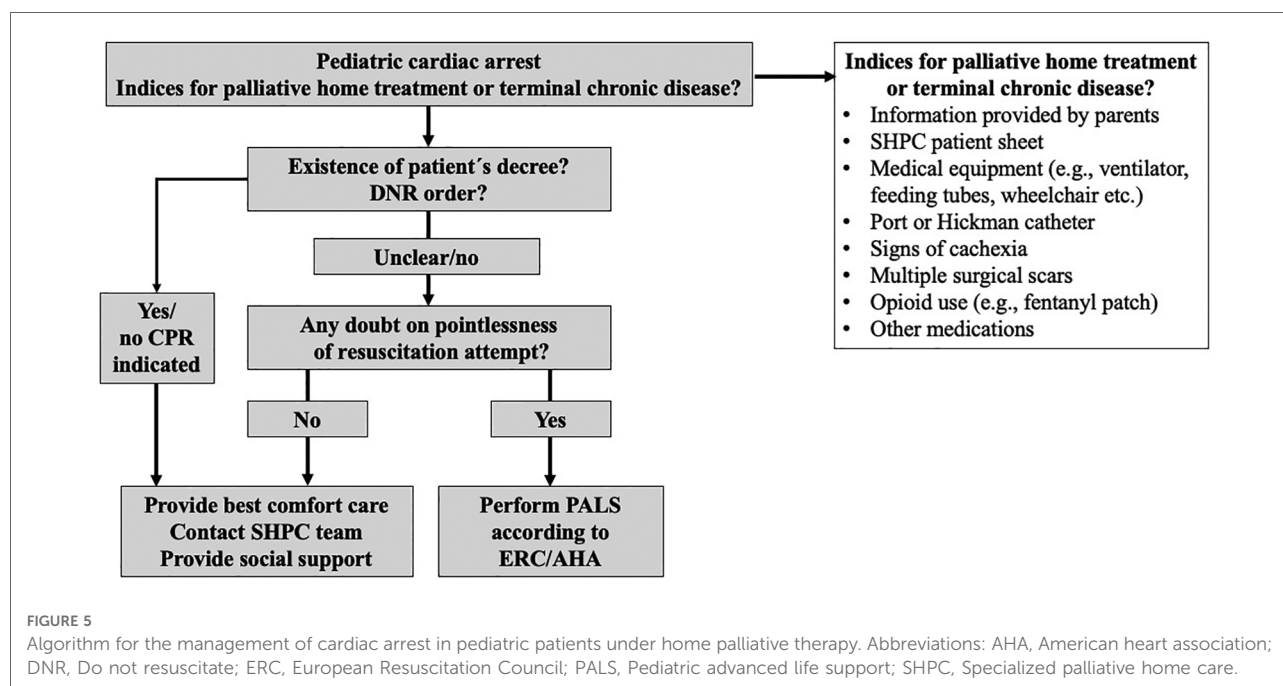 Pediatric cardiac arrest
Indices for palliative home treatment or terminal chronic disease?
Existence of patient´s decree?
DNR order?
Unclear/no
Yes/
no CPR
indicated
Any doubt on pointlessness
of resuscitation attempt?
No
Yes
Provide best comfort care
Contact SHPC team
Provide social support
Perform PALS
according to
ERC/AHA
Indices for palliative home treatment
or terminal chronic disease?
• Information provided by parents
• SHPC patient sheet
• Medical equipment (e.g., ventilator,
feeding tubes, wheelchair etc.)
• Port or Hickman catheter
• Signs of cachexia
• Multiple surgical scars
• Opioid use (e.g., fentanyl patch)
• Other medications
FIGURE 5
Algorithm for the management of cardiac arrest in pediatric patients under home palliative therapy. Abbreviations: AHA, American heart association;
DNR, Do not resuscitate; ERC, European Resuscitation Council; PALS, Pediatric advanced life support; SHPC, Specialized palliative home care.